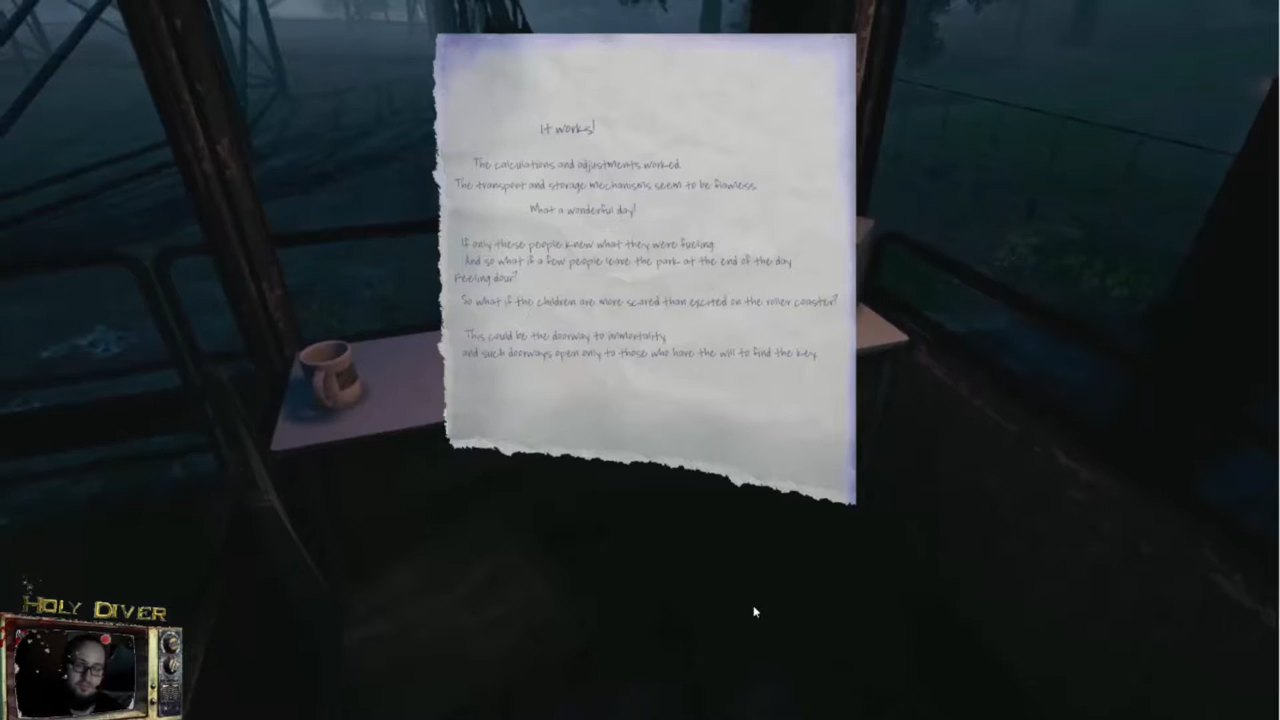 It works!
The calculations and adjustments worked.
The transport and storage mechanisms seem to be flawless.
What a wonderful day!
If only these people knew what they were fueling.
And so what if a few people leave the park at the end of the day
feeling dour?
So what if the children are more scared than excited on the roller coaster?
This could be the doorway to immortality,
and such doorways open only to those who have the will to find the key.
HOLY DIVER